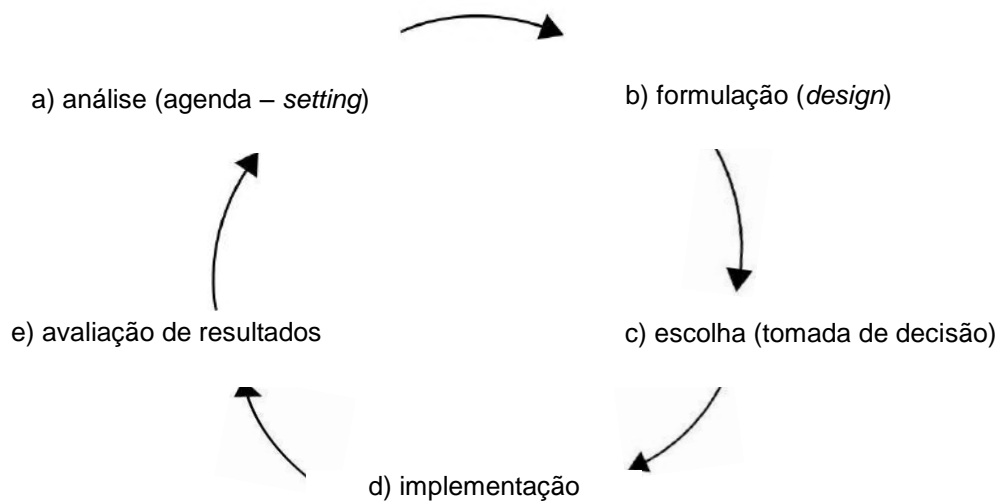 a) análise (agenda – setting)
b) formulação (design)
c) escolha (tomada de decisão)
d) implementação
e) avaliação de resultados